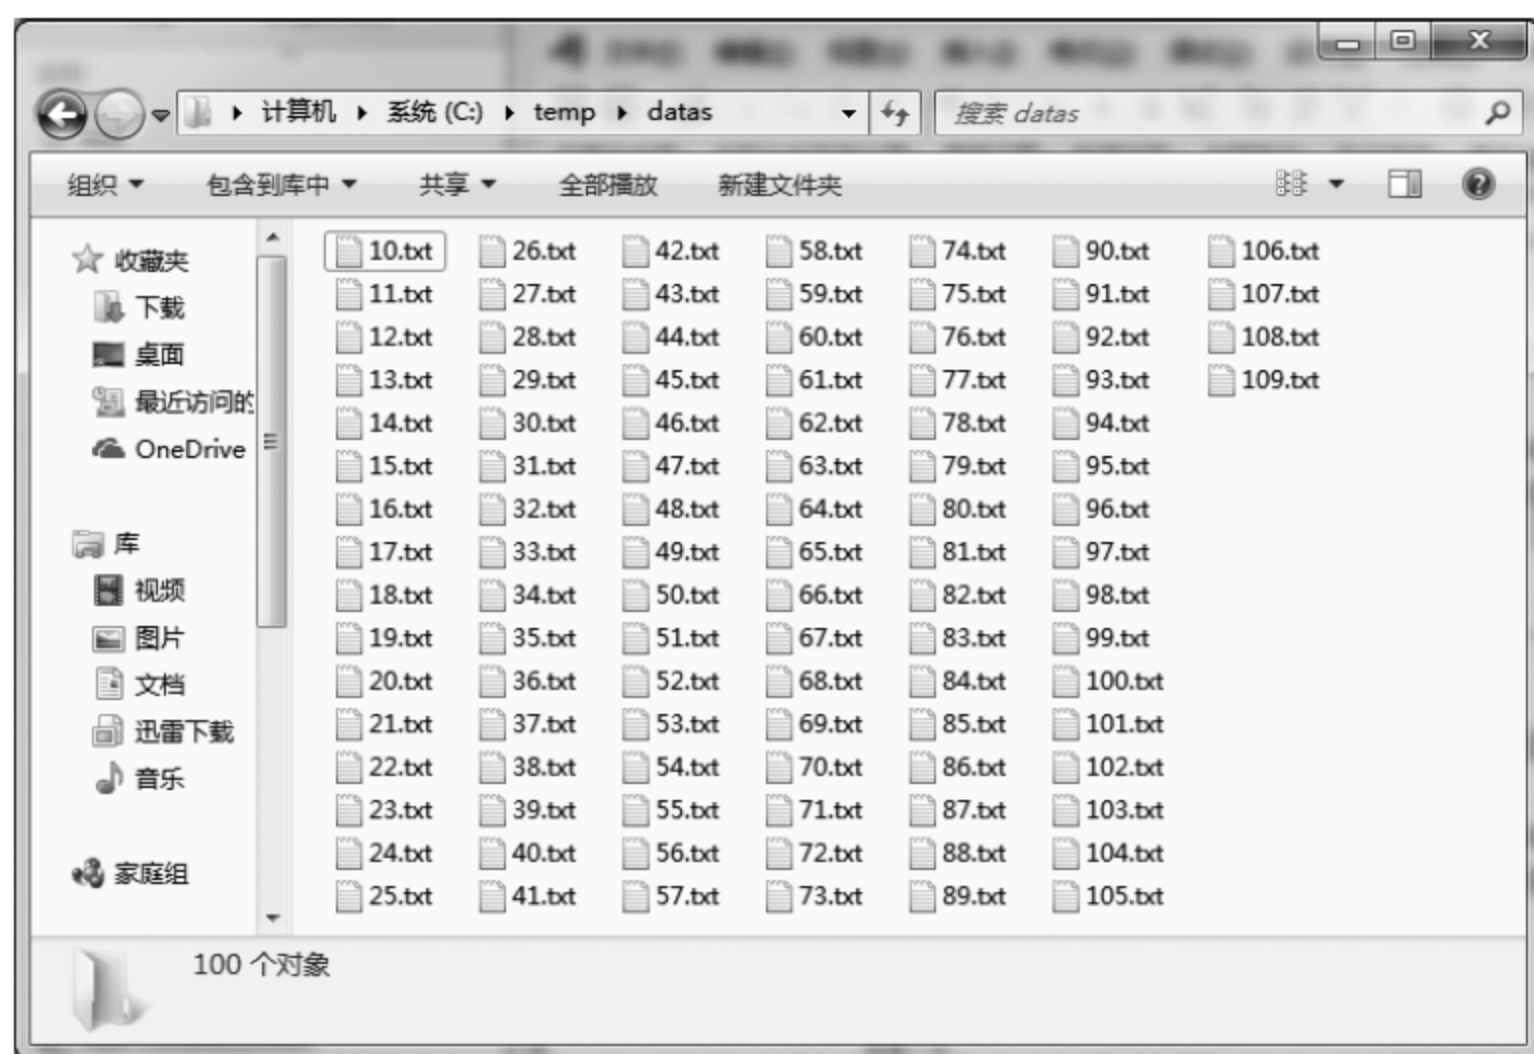 计算机 系统 (C:) temp datas 搜索 datas
组织 包含到库中 共享 全部播放 新建文件夹
收藏夹
下载
桌面
最近访问的
OneDrive
库
视频
图片
文档
迅雷下载
音乐
家庭组
10.txt 26.txt 42.txt 58.txt 74.txt 90.txt 106.txt
11.txt 27.txt 43.txt 59.txt 75.txt 91.txt 107.txt
12.txt 28.txt 44.txt 60.txt 76.txt 92.txt 108.txt
13.txt 29.txt 45.txt 61.txt 77.txt 93.txt 109.txt
14.txt 30.txt 46.txt 62.txt 78.txt 94.txt
15.txt 31.txt 47.txt 63.txt 79.txt 95.txt
16.txt 32.txt 48.txt 64.txt 80.txt 96.txt
17.txt 33.txt 49.txt 65.txt 81.txt 97.txt
18.txt 34.txt 50.txt 66.txt 82.txt 98.txt
19.txt 35.txt 51.txt 67.txt 83.txt 99.txt
20.txt 36.txt 52.txt 68.txt 84.txt 100.txt
21.txt 37.txt 53.txt 69.txt 85.txt 101.txt
22.txt 38.txt 54.txt 70.txt 86.txt 102.txt
23.txt 39.txt 55.txt 71.txt 87.txt 103.txt
24.txt 40.txt 56.txt 72.txt 88.txt 104.txt
25.txt 41.txt 57.txt 73.txt 89.txt 105.txt
100 个对象